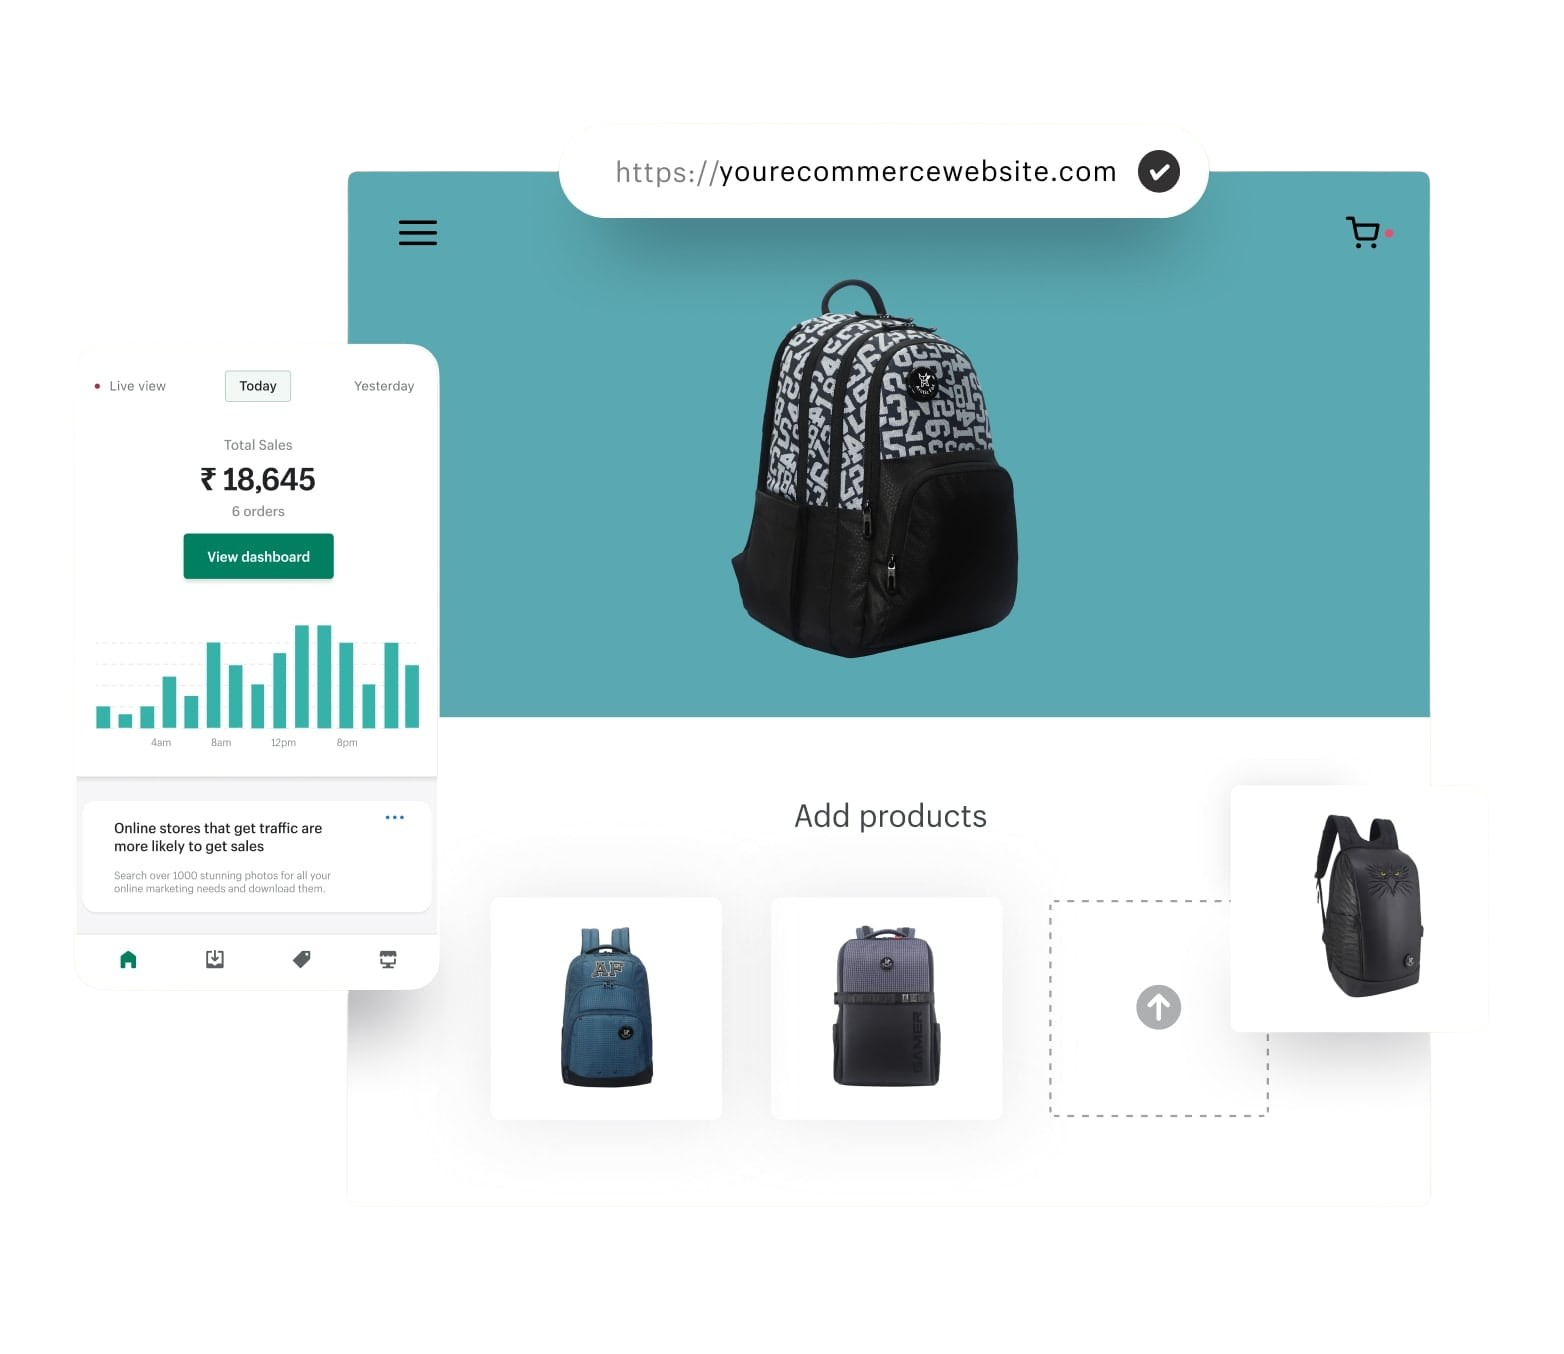 https://yourecommercewebsite.com
Live view
Today
Yesterday
Total Sales
₹ 18,645
6 orders
View dashboard
4am 8am 12pm 8pm
Online stores that get traffic are
more likely to get sales
Search over 1000 stunning photos for all your
online marketing needs and download them.
Add products
AF
GAMER